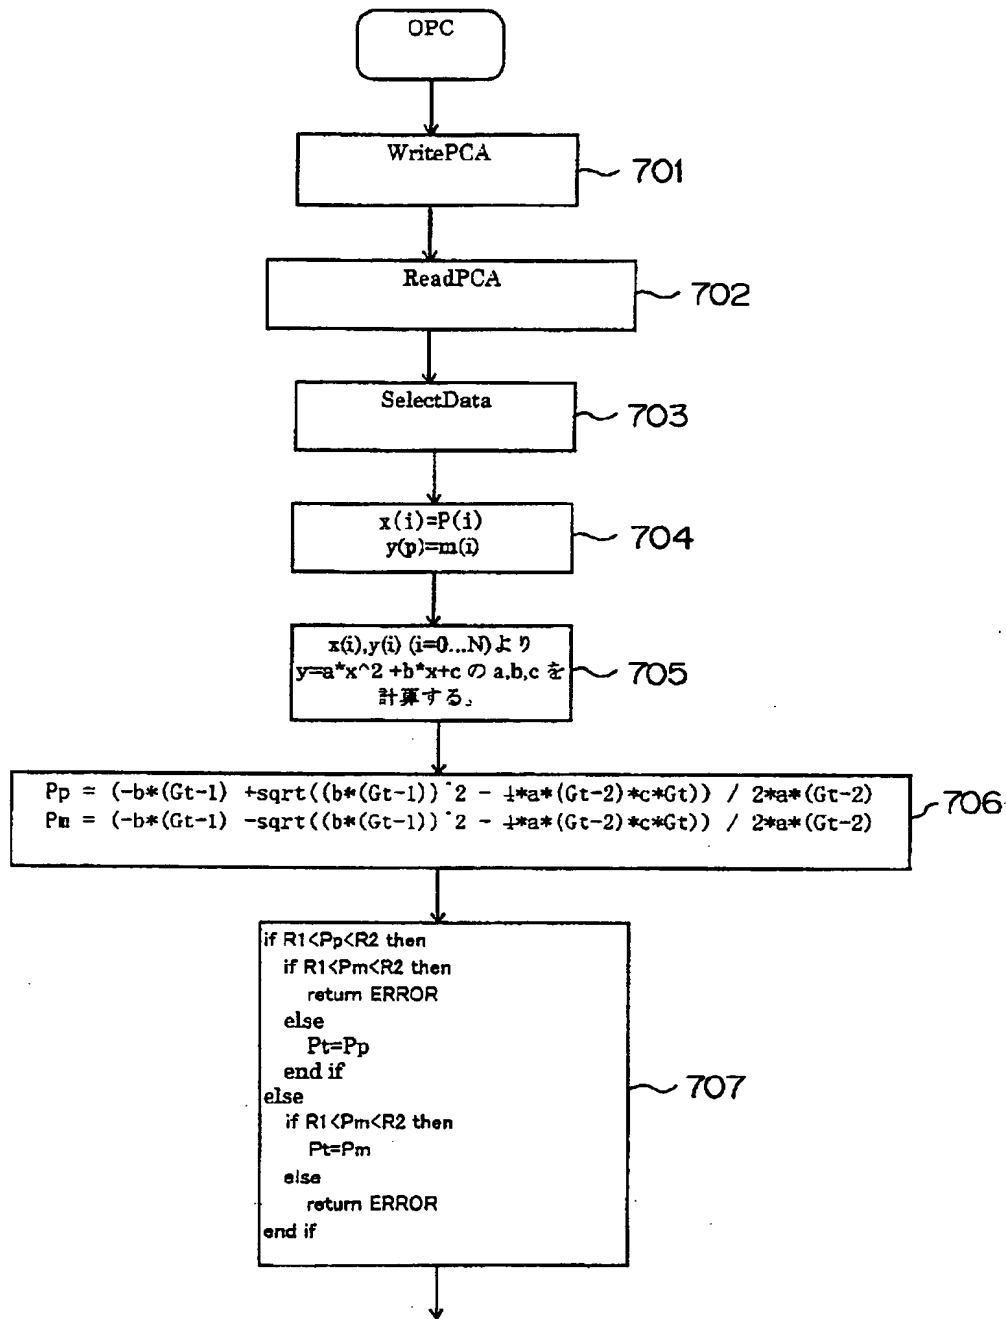 OPC
WritePCA
701
ReadPCA
702
SelectData
703
x(i)=P(i)
y(p)=m(i)
704
x(i),y(i) (i=0...N)より
y=a*x^2 +b*x+c の a,b,c を
計算する。
705
Pp = (-b*(Gt-1) +sqrt((b*(Gt-1))^2 - 4*a*(Gt-2)*c*Gt)) / 2*a*(Gt-2)
Pm = (-b*(Gt-1) -sqrt((b*(Gt-1))^2 - 4*a*(Gt-2)*c*Gt)) / 2*a*(Gt-2)
706
if R1<Pp<R2 then
if R1<Pm<R2 then
return ERROR
else
Pt=Pp
end if
else
if R1<Pm<R2 then
Pt=Pm
else
return ERROR
end if
707